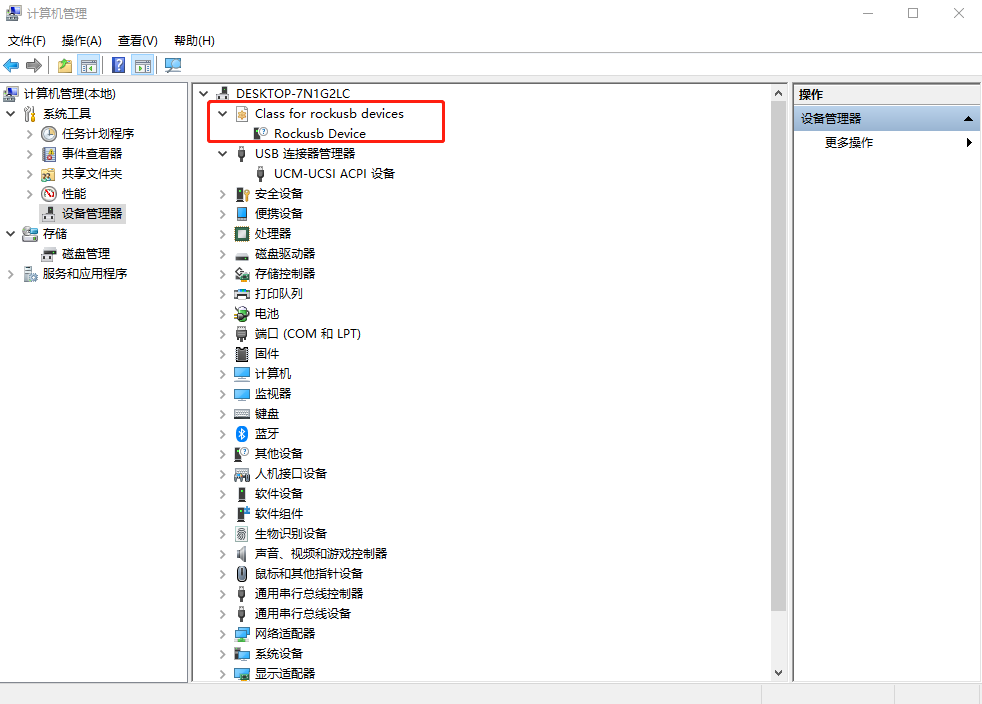 计算机管理
文件(F) 操作(A) 查看(V) 帮助(H)
计算机管理(本地)
系统工具
任务计划程序
事件查看器
共享文件夹
性能
设备管理器
存储
磁盘管理
服务和应用程序
DESKTOP-7N1G2LC
Class for rockusb devices
Rockusb Device
USB 连接器管理器
UCM-UCSI ACPI 设备
安全设备
便携设备
处理器
磁盘驱动器
存储控制器
打印队列
电池
端口 (COM 和 LPT)
固件
计算机
监视器
键盘
蓝牙
其他设备
人机接口设备
软件设备
软件组件
生物识别设备
声音、视频和游戏控制器
鼠标和其他指针设备
通用串行总线控制器
通用串行总线设备
网络适配器
系统设备
显示适配器
操作
设备管理器
更多操作